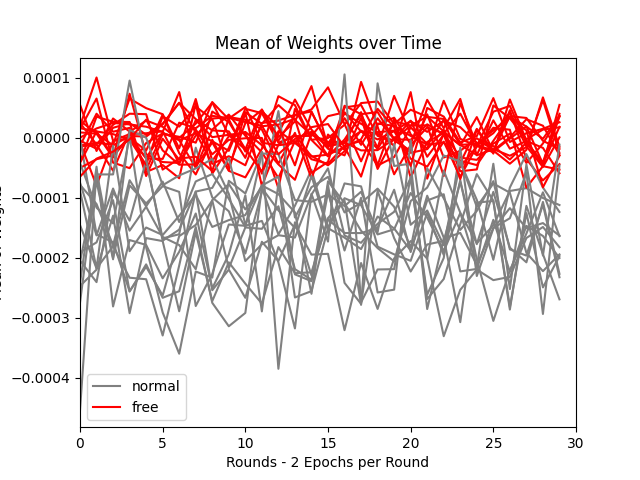 Mean of Weights over Time
0.0001
0.0000
−0.0001
−0.0002
−0.0003
−0.0004
normal
free
0 5 10 15 20 25 30
Rounds - 2 Epochs per Round